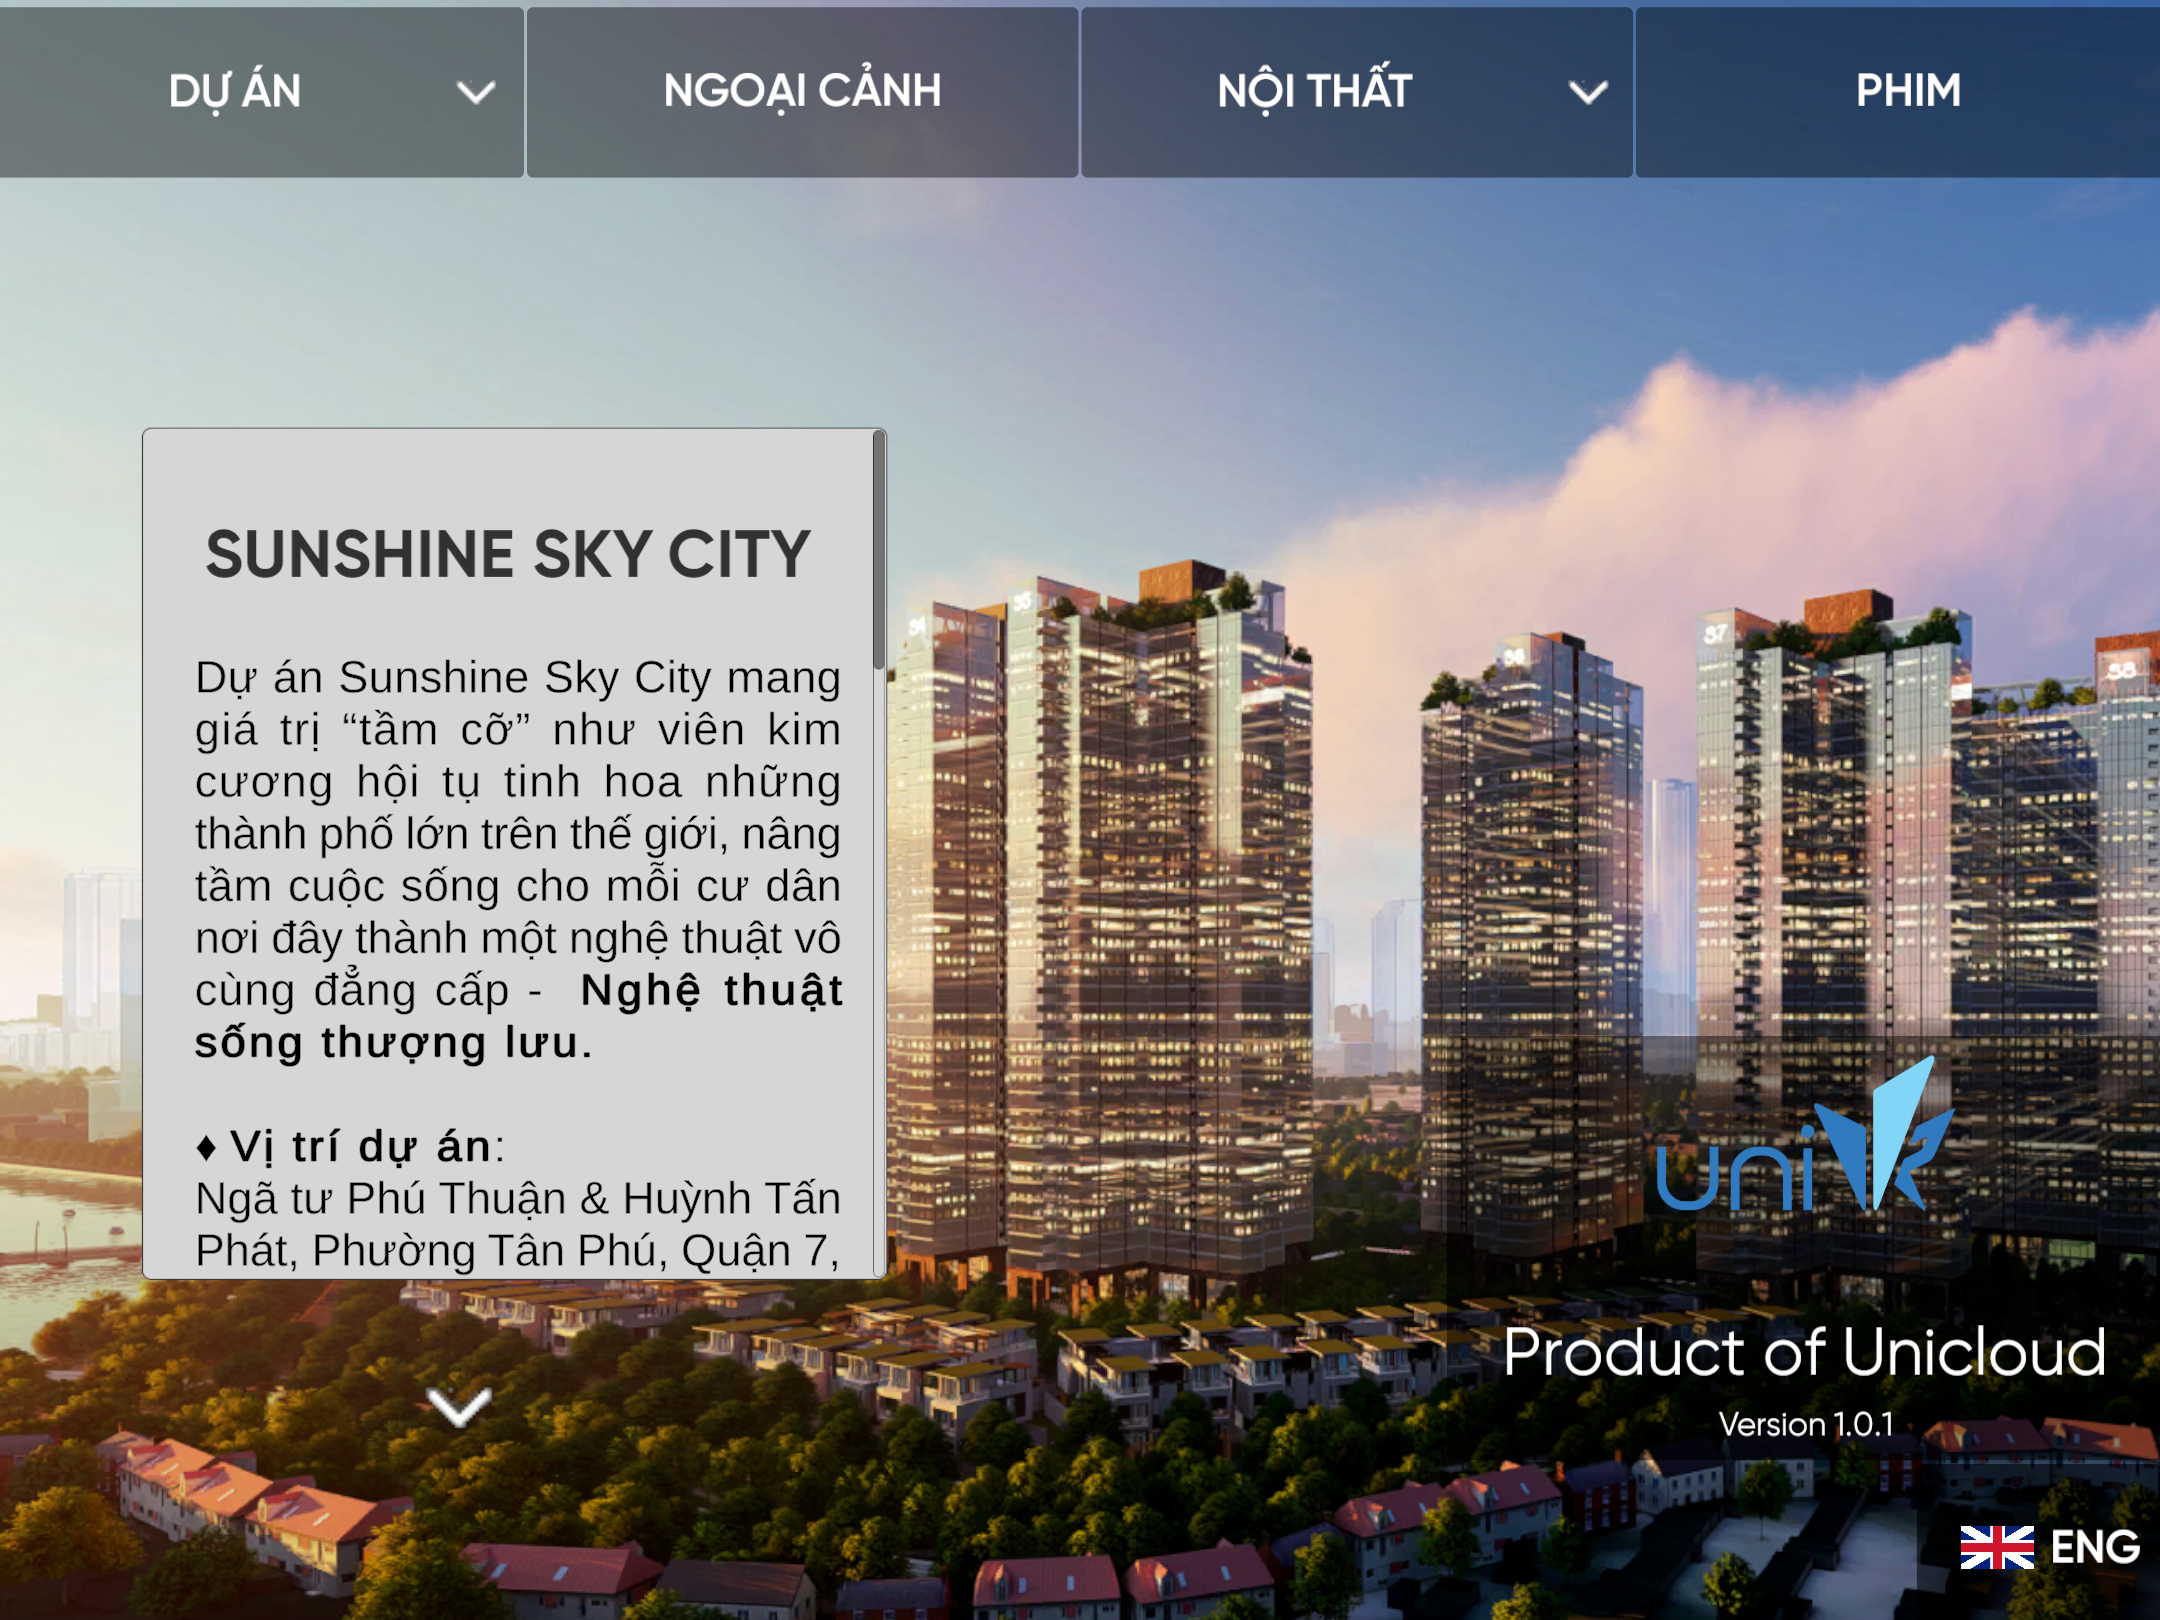 DỰ ÁN
NGOẠI CẢNH
NỘI THẤT
PHIM
SUNSHINE SKY CITY
Dự án Sunshine Sky City mang
giá trị “tầm cỡ” như viên kim
cương hội tụ tinh hoa những
thành phố lớn trên thế giới, nâng
tầm cuộc sống cho mỗi cư dân
nơi đây thành một nghệ thuật vô
cùng đẳng cấp - Nghệ thuật
sống thượng lưu.
♦ Vị trí dự án:
Ngã tư Phú Thuận & Huỳnh Tấn
Phát, Phường Tân Phú, Quận 7,
S4
S5
S6
S7
S8
uniVR
Product of Unicloud
Version 1.0.1
ENG